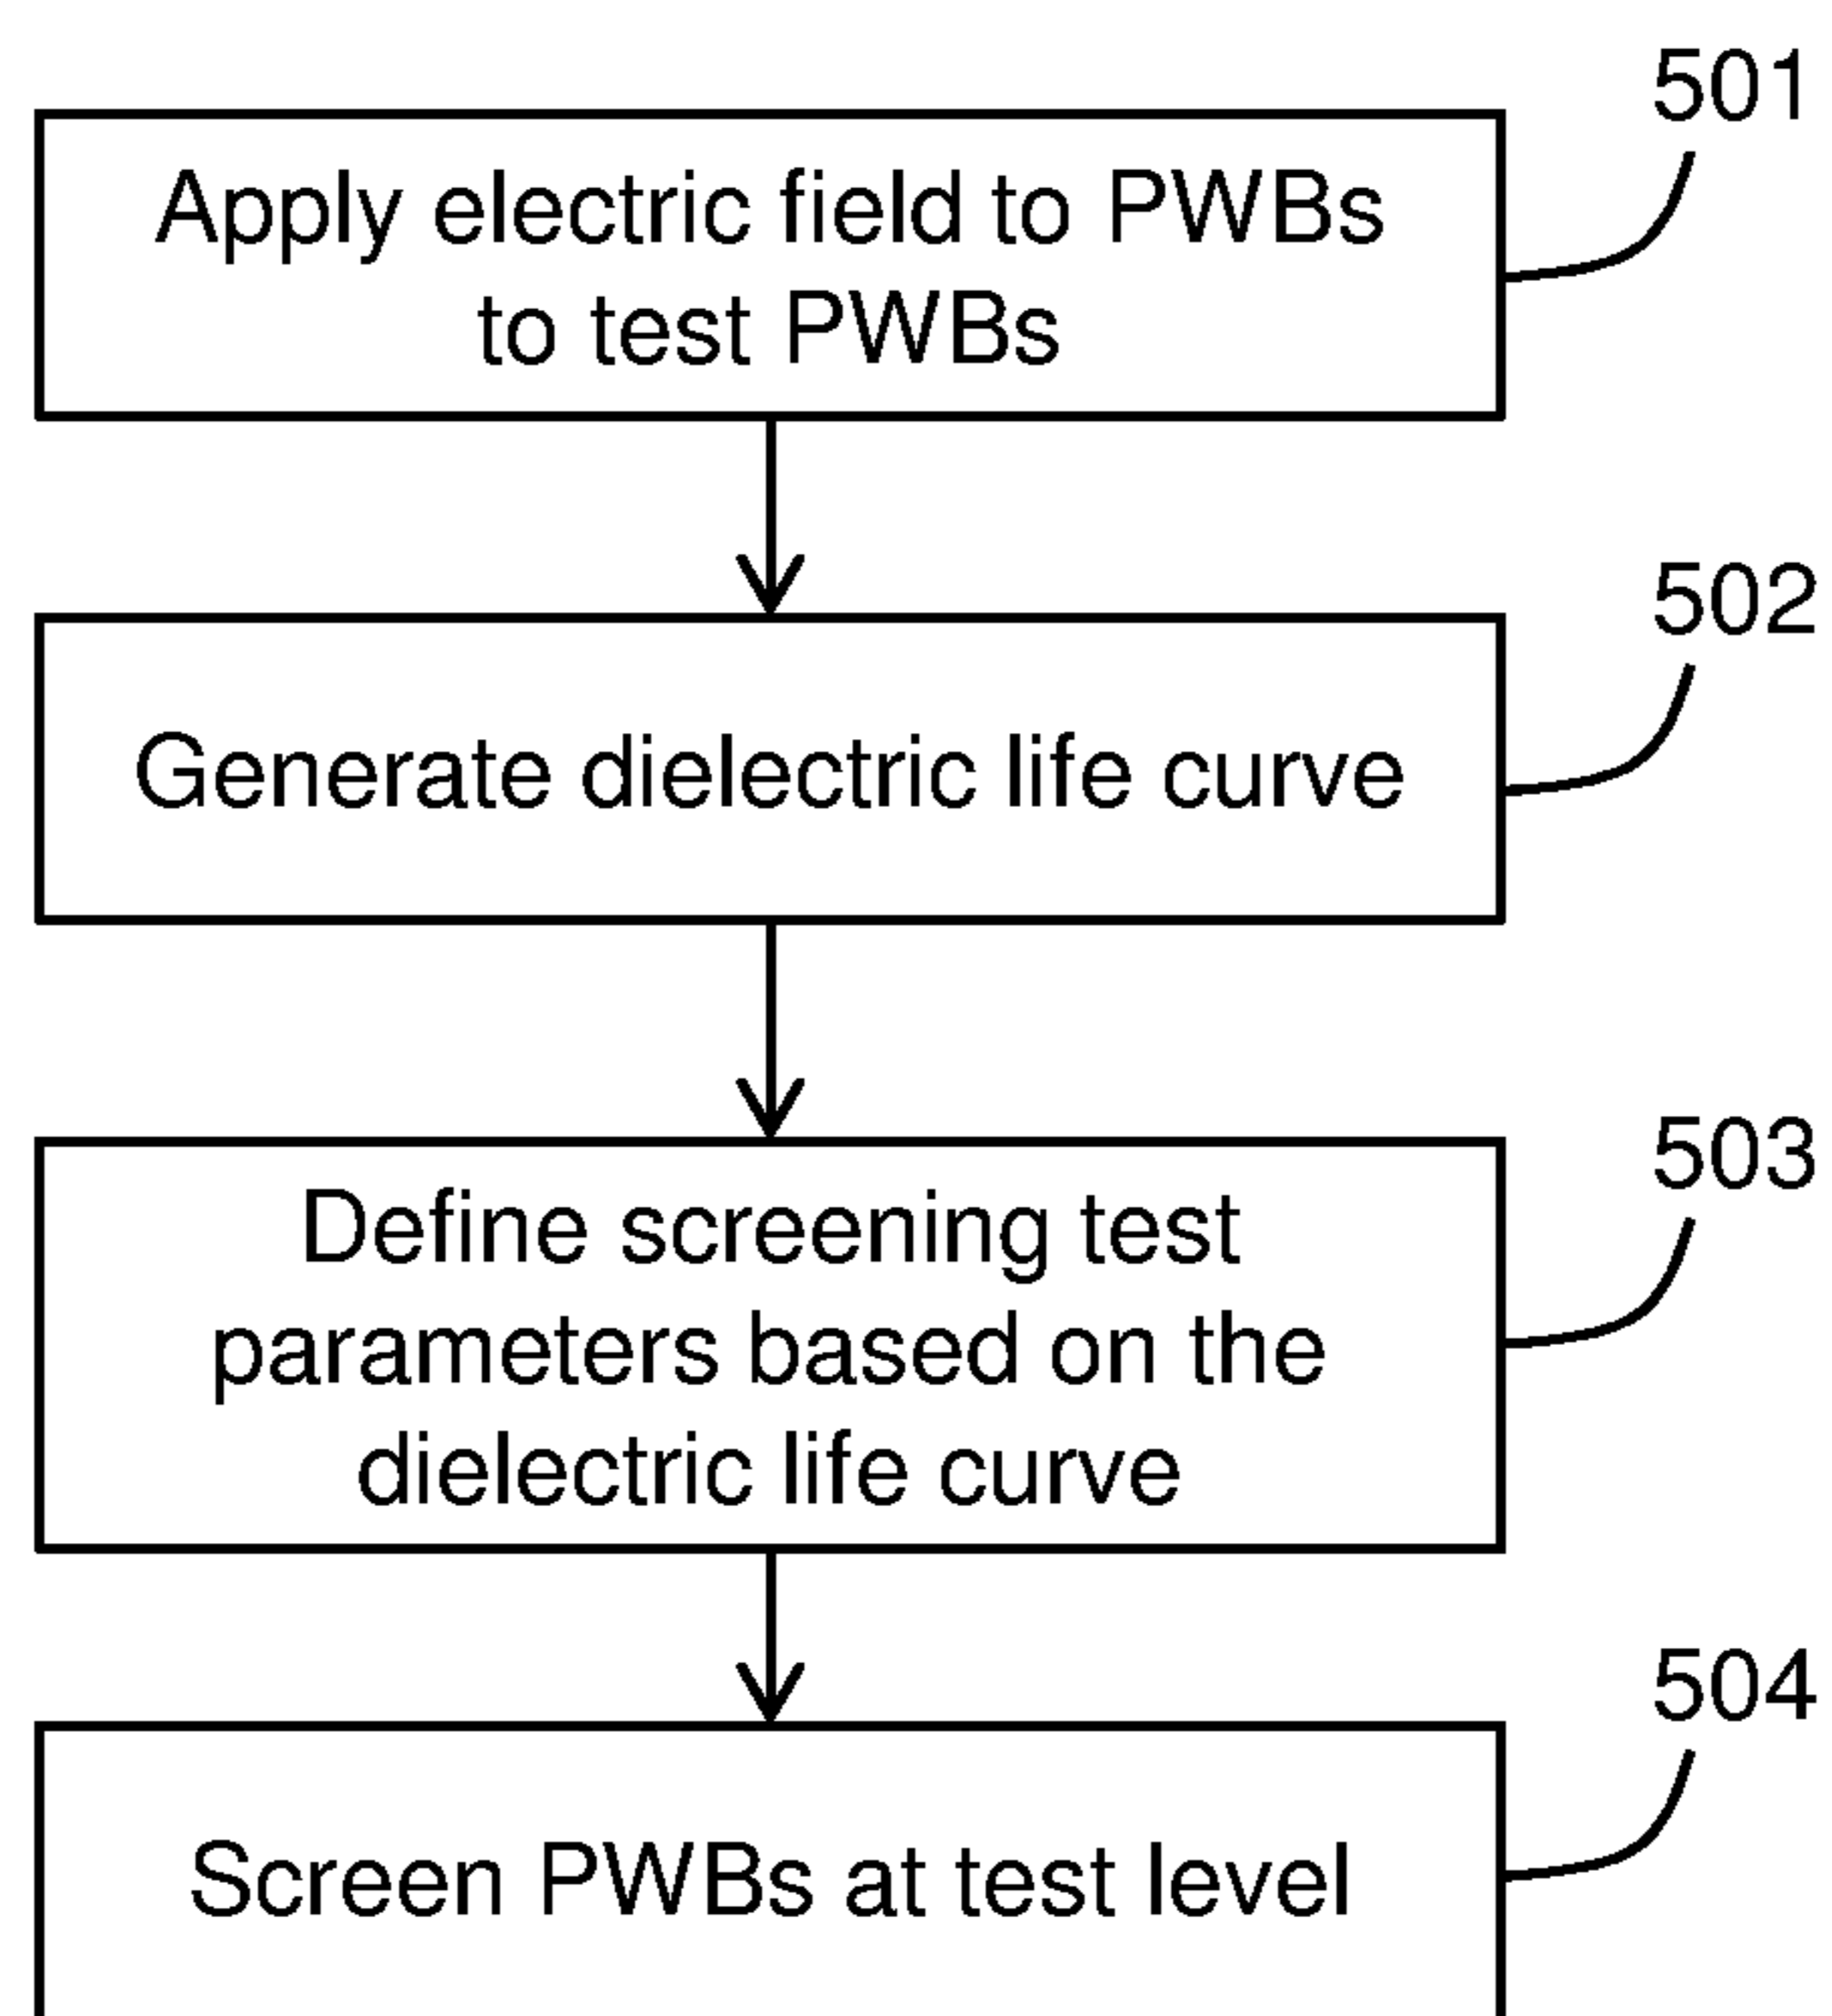 501
Apply electric field to PWBs
to test PWBs
502
Generate dielectric life curve
503
Define screening test
parameters based on the
dielectric life curve
504
Screen PWBs at test level